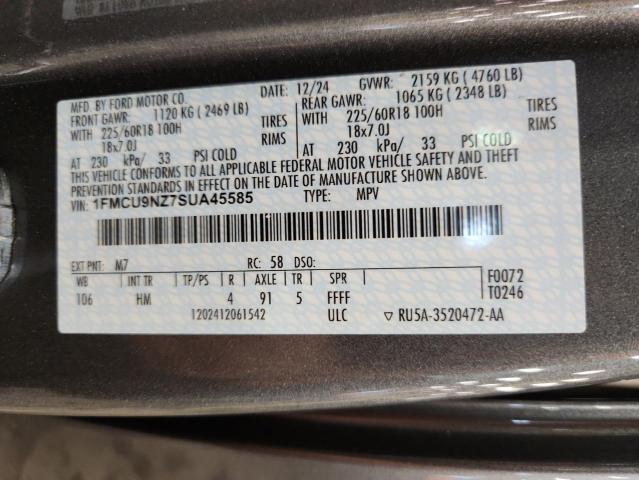 MFD. BY FORD MOTOR CO.
DATE: 12/24 GVWR: 2159 KG (4760 LB)
FRONT GAWR: 1120 KG (2469 LB)
REAR GAWR: 1065 KG (2348 LB)
WITH 225/60R18 100H TIRES
WITH 225/60R18 100H TIRES
18x7.0J RIMS
18x7.0J RIMS
AT 230 kPa/ 33 PSI COLD
AT 230 kPa/ 33 PSI COLD
THIS VEHICLE CONFORMS TO ALL APPLICABLE FEDERAL MOTOR VEHICLE SAFETY AND THEFT
PREVENTION STANDARDS IN EFFECT ON THE DATE OF MANUFACTURE SHOWN ABOVE.
VIN: 1FMCU9NZ7SUA45585 TYPE: MPV
EXT PNT: M7 RC: 58 DSO:
WB INT TR TP/PS R AXLE TR SPR F0072
106 HM 4 91 5 FFFF T0246
1202412061542 ULC ▽ RU5A-3520472-AA